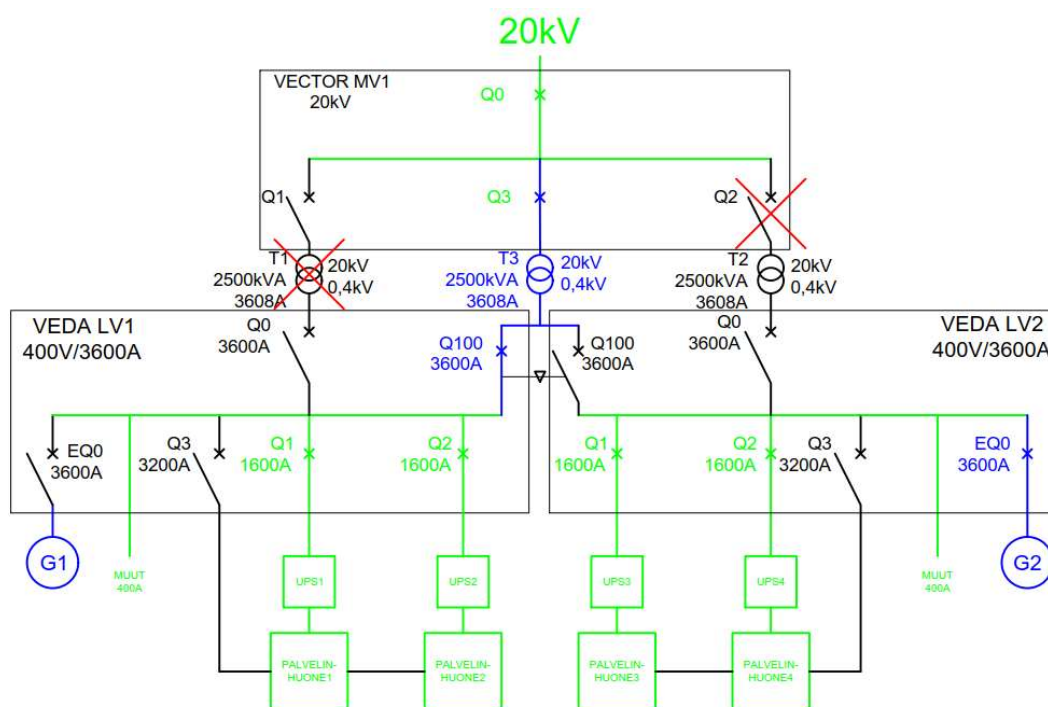 20kV
VECTOR MV1
20kV
Q0
Q1
Q3
Q2
T1
2500kVA
3608A
20kV
0,4kV
T3
2500kVA
3608A
20kV
0,4kV
T2
2500kVA
3608A
20kV
0,4kV
VEDA LV1
400V/3600A
Q0
3600A
Q100
3600A
Q100
3600A
Q0
3600A
VEDA LV2
400V/3600A
EQ0
3600A
Q3
3200A
Q1
1600A
Q2
1600A
Q1
1600A
Q2
1600A
Q3
3200A
EQ0
3600A
G1
MUUT
400A
UPS1
UPS2
UPS3
UPS4
MUUT
400A
G2
PALVELIN-
HUONE1
PALVELIN-
HUONE2
PALVELIN-
HUONE3
PALVELIN-
HUONE4